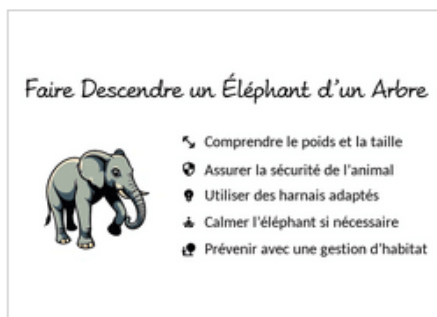 Faire Descendre un Éléphant d'un Arbre
Comprendre le poids et la taille
Assurer la sécurité de l'animal
Utiliser des harnais adaptés
Calmer l'éléphant si nécessaire
Prévenir avec une gestion d'habitat